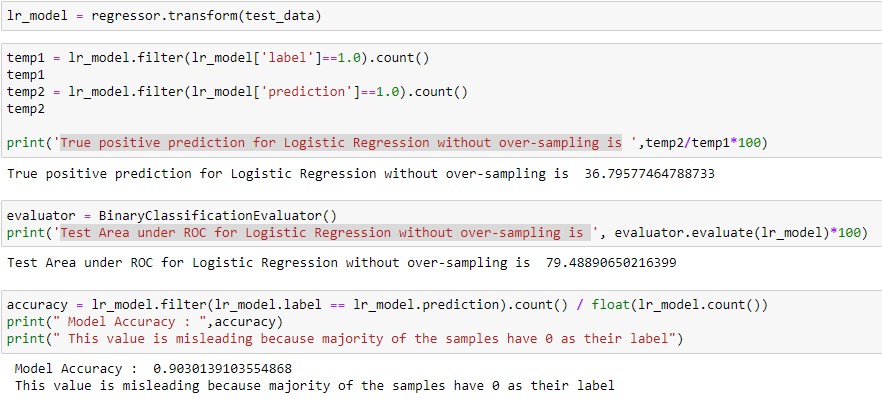 lr_model = regressor.transform(test_data)
temp1 = lr_model.filter(lr_model['label']==1.0).count()
temp1
temp2 = lr_model.filter(lr_model['prediction']==1.0).count()
temp2
print('True positive prediction for Logistic Regression without over-sampling is ',temp2/temp1*100)
True positive prediction for Logistic Regression without over-sampling is  36.79577464788733
evaluator = BinaryClassificationEvaluator()
print('Test Area under ROC for Logistic Regression without over-sampling is ', evaluator.evaluate(lr_model)*100)
Test Area under ROC for Logistic Regression without over-sampling is  79.48890650216399
accuracy = lr_model.filter(lr_model.label == lr_model.prediction).count() / float(lr_model.count())
print(" Model Accuracy : ",accuracy)
print(" This value is misleading because majority of the samples have 0 as their label")
Model Accuracy :  0.9030139103554868
This value is misleading because majority of the samples have 0 as their label